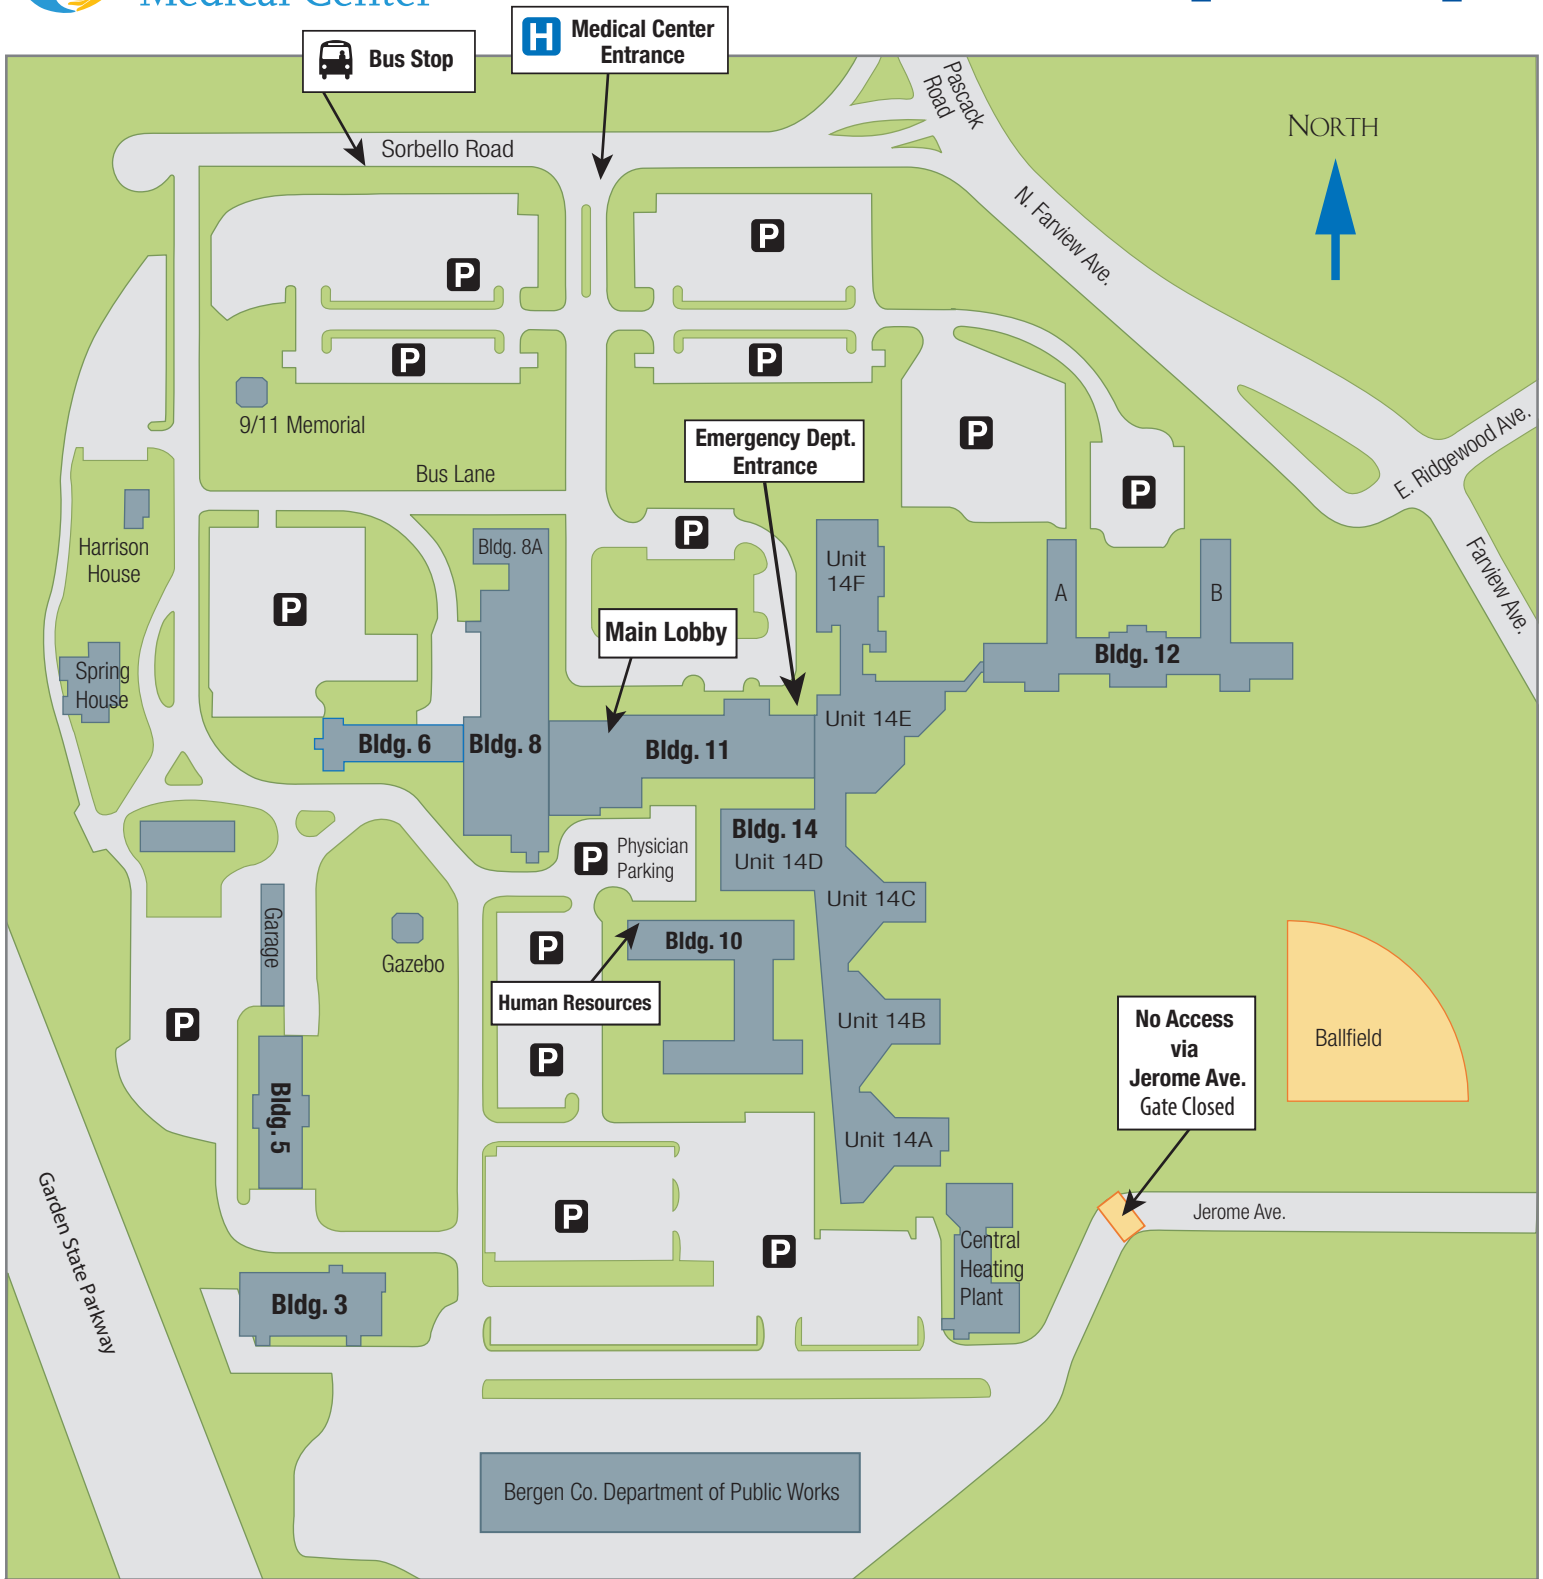 Medical Center
Bus Stop
H
Medical Center
Entrance
Sorbello Road
Pascack
Road
NORTH
N. Farview Ave.
P
P
P
P
9/11 Memorial
Emergency Dept.
Entrance
P
E. Ridgewood Ave.
Bus Lane
P
P
Harrison
House
Bldg. 8A
Unit
14F
A
B
Farview Ave.
P
Main Lobby
Bldg. 12
Spring
House
Unit 14E
Bldg. 6
Bldg. 8
Bldg. 11
Bldg. 14
Unit 14D
P
Physician
Parking
Unit 14C
Garage
Gazebo
P
Bldg. 10
Human Resources
P
Unit 14B
No Access
via
Jerome Ave.
Gate Closed
Ballfield
P
Bldg. 5
Unit 14A
Garden State Parkway
P
P
Jerome Ave.
Central
Heating
Plant
Bldg. 3
Bergen Co. Department of Public Works